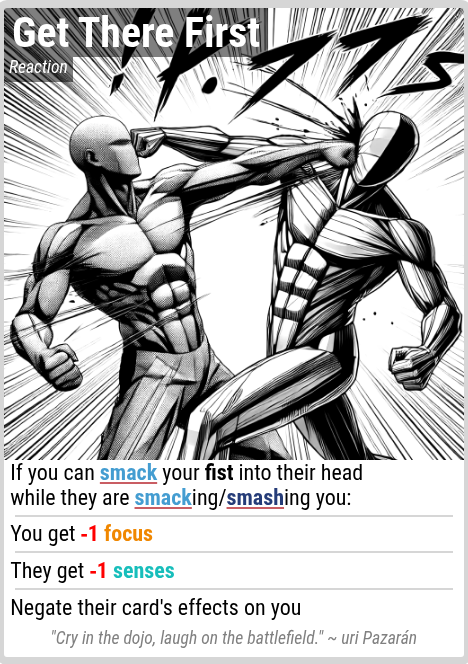 Get There First
Reaction
If you can smack your fist into their head
while they are smacking/smashing you:
You get -1 focus
They get -1 senses
Negate their card's effects on you
"Cry in the dojo, laugh on the battlefield." ~ uri Pazarán